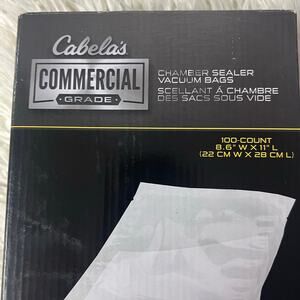 Cabela's
COMMERCIAL
GRADE
CHAMBER SEALER
VACUUM BAGS
SCELLANT À CHAMBRE
DES SACS SOUS VIDE
100-COUNT
8.6" W X 11" L
(22 CM W X 28 CM L)